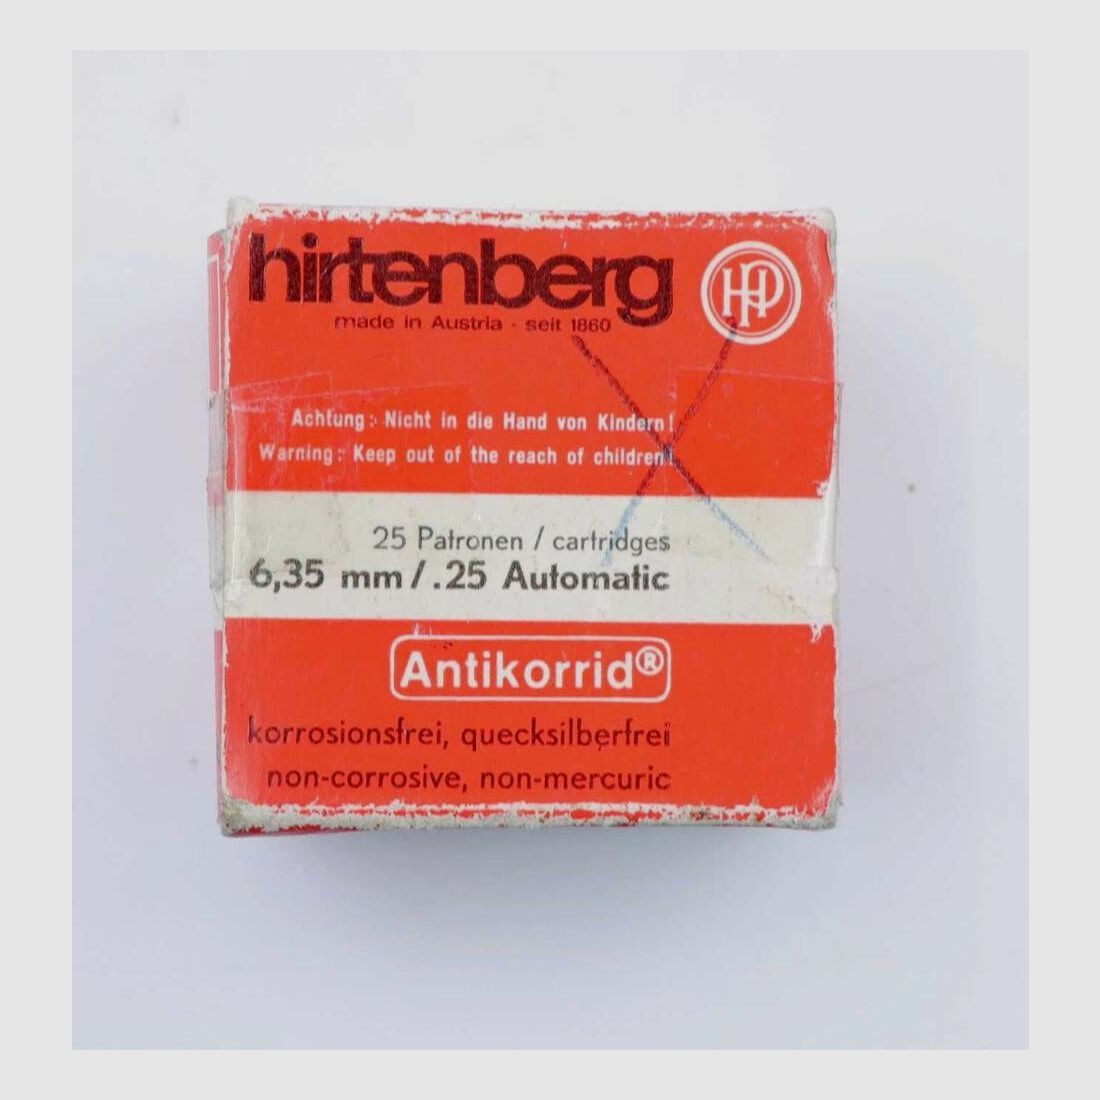 hirtenberg
HP
made in Austria - seit 1860
Achtung: Nicht in die Hand von Kindern!
Warning: Keep out of the reach of children!
25 Patronen / cartridges
6,35 mm / .25 Automatic
Antikorrid®
korrosionsfrei, quecksilberfrei
non-corrosive, non-mercuric